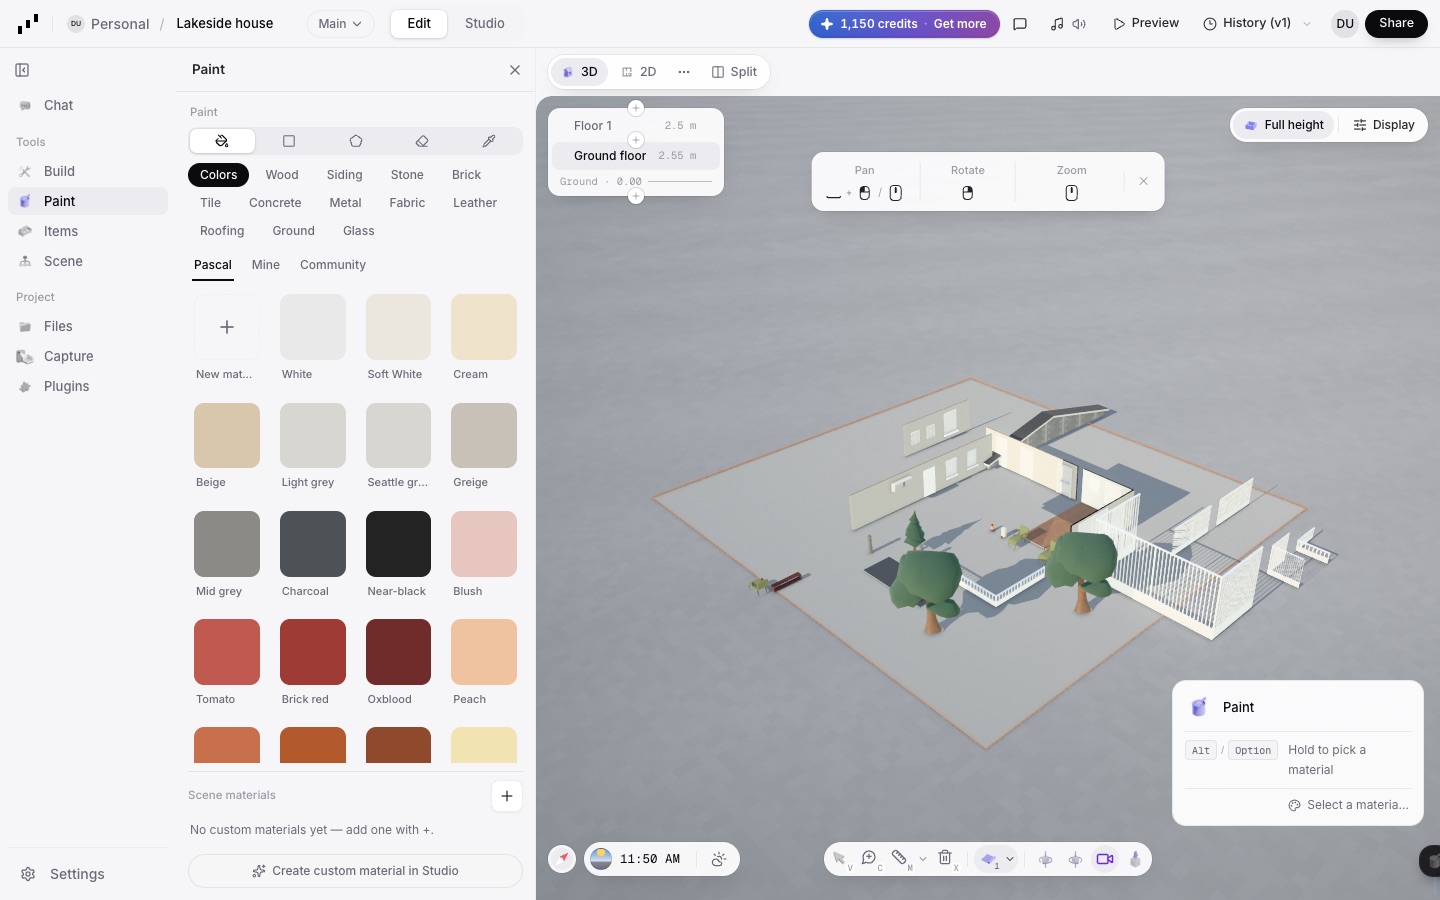 DU Personal / Lakeside house Main Edit Studio 1,150 credits · Get more Preview History (v1) DU Share
Chat
Tools
Build
Paint
Items
Scene
Project
Files
Capture
Plugins
Settings
Paint
Paint
Colors Wood Siding Stone Brick
Tile Concrete Metal Fabric Leather
Roofing Ground Glass
Pascal Mine Community
New mat... White Soft White Cream
Beige Light grey Seattle gr... Greige
Mid grey Charcoal Near-black Blush
Tomato Brick red Oxblood Peach
Scene materials
No custom materials yet — add one with +.
Create custom material in Studio
3D 2D ··· Split
Floor 1 2.5 m
Ground floor 2.55 m
Ground · 0.00
Full height Display
Pan Rotate Zoom
+ /
Paint
Alt / Option Hold to pick a
material
Select a materia...
11:50 AM
V C M X 1